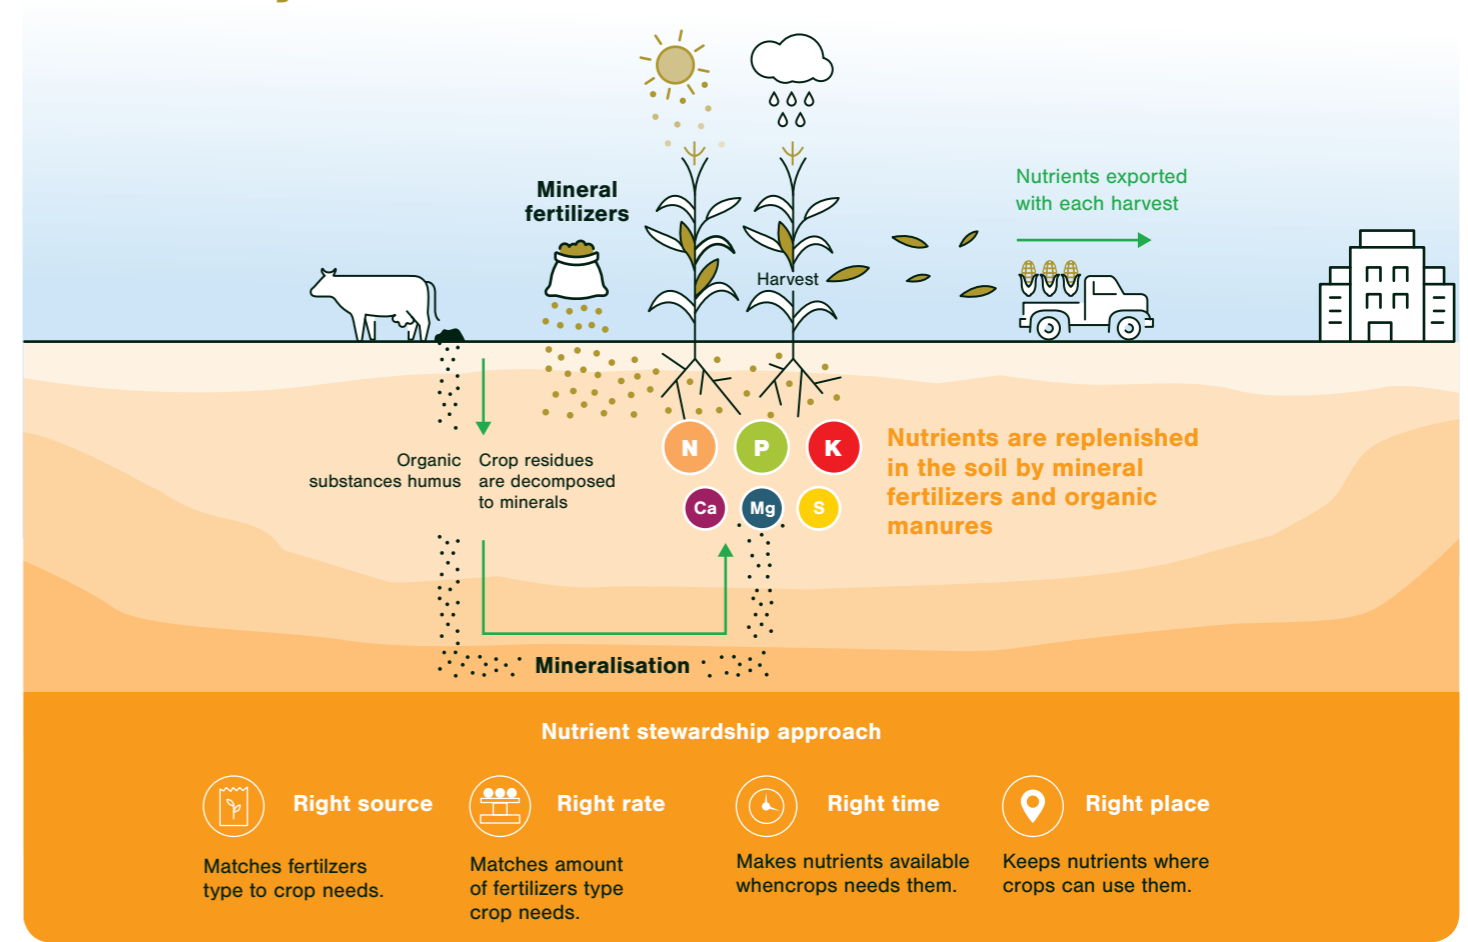 Mineral
fertilizers
Nutrients exported
with each harvest
Harvest
Organic
substances humus
Crop residues
are decomposed
to minerals
N
P
K
Ca
Mg
S
Nutrients are replenished
in the soil by mineral
fertilizers and organic
manures
Mineralisation
Nutrient stewardship approach
Right source
Matches fertilzers
type to crop needs.
Right rate
Matches amount
of fertilizers type
crop needs.
Right time
Makes nutrients available
whencrops needs them.
Right place
Keeps nutrients where
crops can use them.